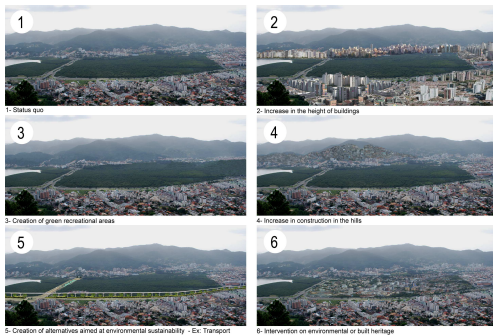 1
2
1- Status quo
2- Increase in the height of buildings
3
4
3- Creation of green recreational areas
4- Increase in construction in the hills
5
6
5- Creation of alternatives aimed at environmental sustainability - Ex: Transport
6- Intervention on environmental or built heritage